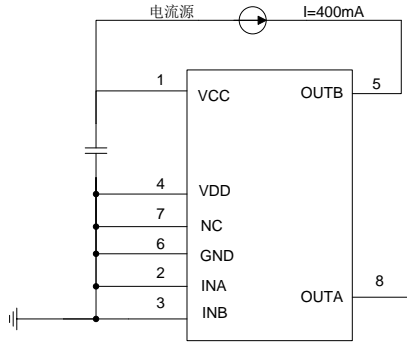 电流源 I=400mA
1 VCC OUTB 5
4 VDD
7 NC
6 GND
2 INA OUTA 8
3 INB